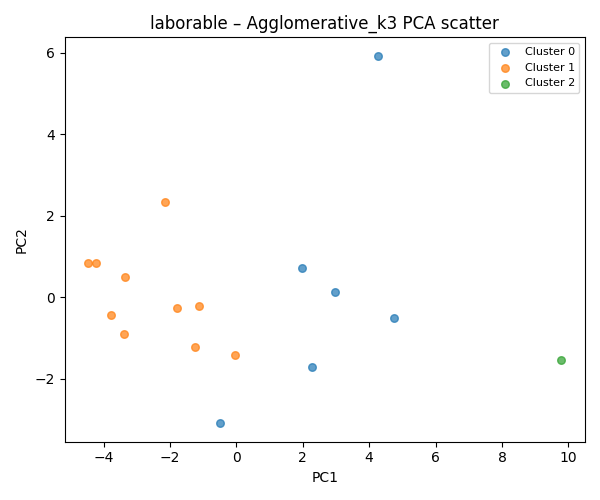 laborable – Agglomerative_k3 PCA scatter
Cluster 0
Cluster 1
Cluster 2
6
4
2
0
−2
PC2
−4
−2
0
2
4
6
8
10
PC1